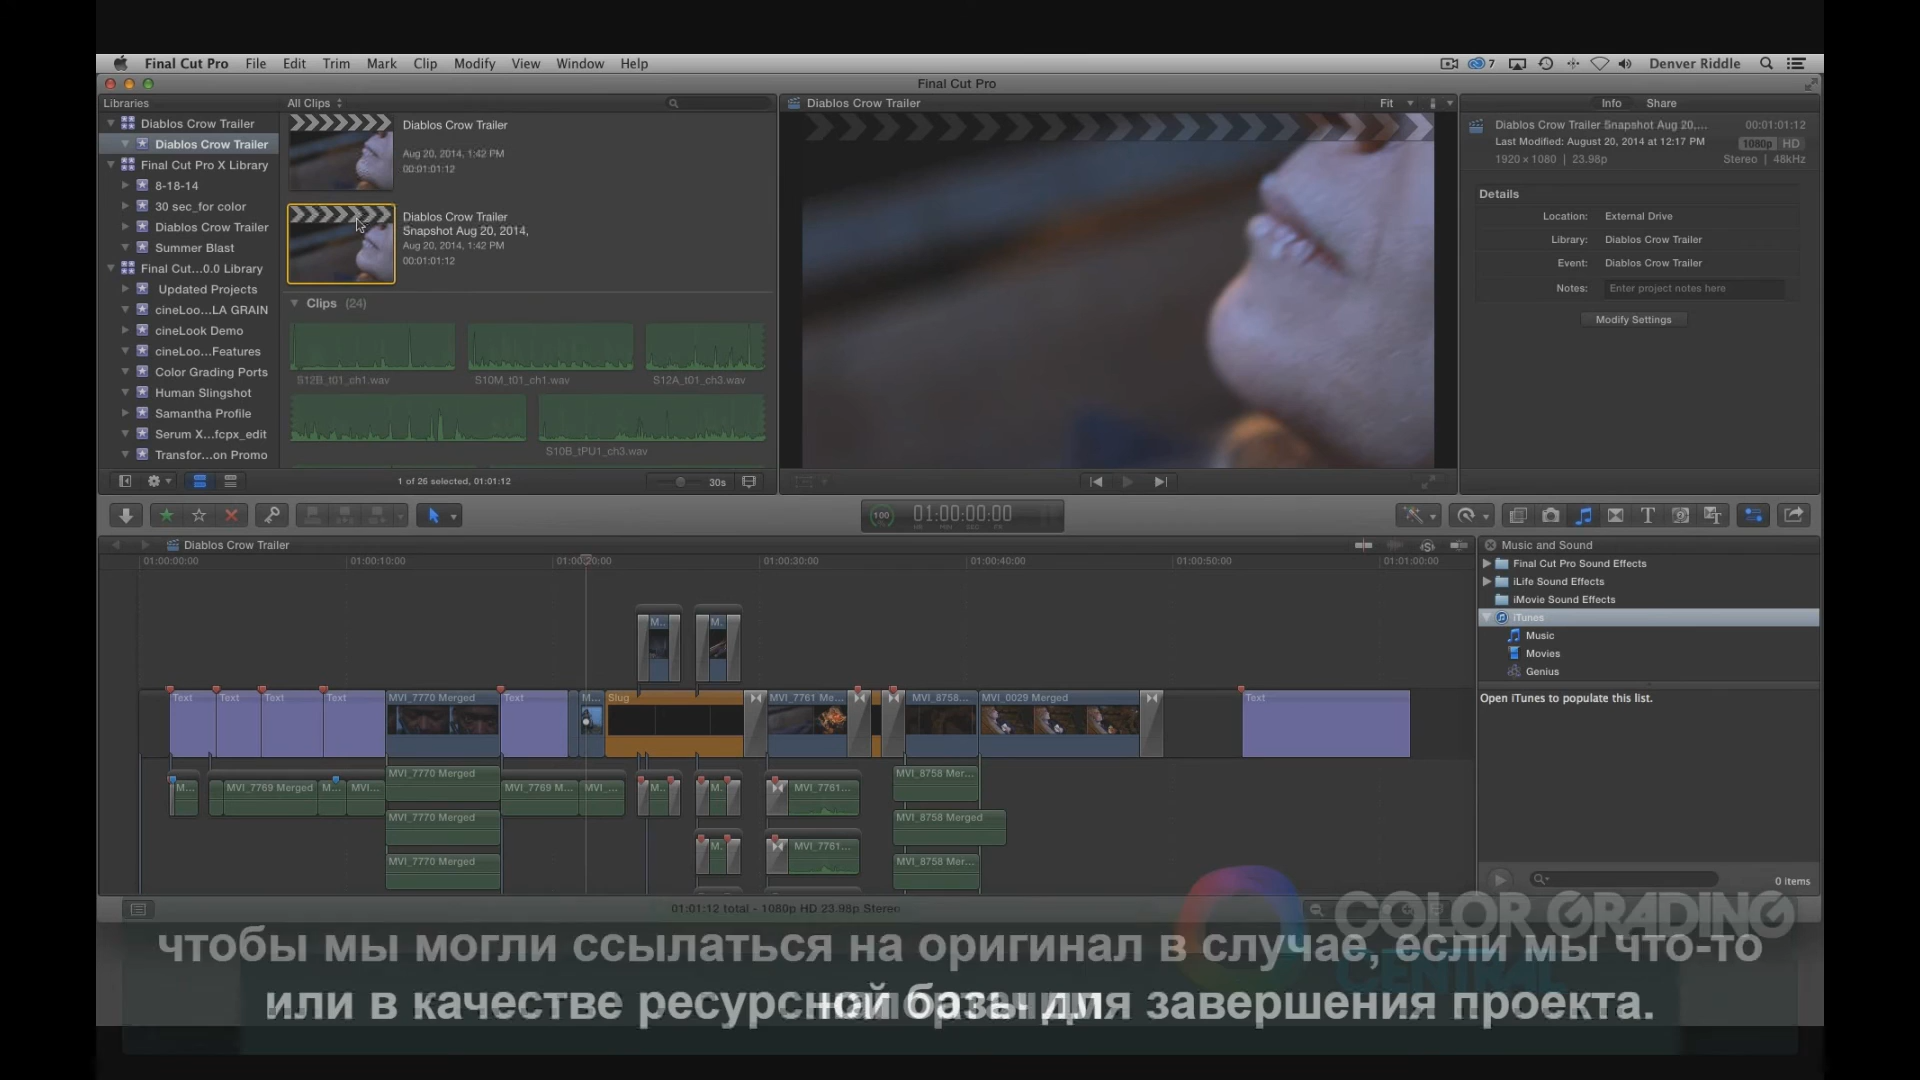 Final Cut Pro File Edit Trim Mark Clip Modify View Window Help 7 Denver Riddle
Final Cut Pro
Libraries
All Clips
Diablos Crow Trailer
Fit
Info Share
Diablos Crow Trailer
Diablos Crow Trailer
Final Cut Pro X Library
8-18-14
30 sec_for color
Diablos Crow Trailer
Summer Blast
Final Cut...0.0 Library
Updated Projects
cineLoo...LA GRAIN
cineLook Demo
cineLoo...Features
Color Grading Ports
Human Slingshot
Samantha Profile
Serum X...fcpx_edit
Transfor...on Promo
Diablos Crow Trailer
Aug 20, 2014, 1:42 PM
00:01:01:12
Diablos Crow Trailer
Snapshot Aug 20, 2014,
Aug 20, 2014, 1:42 PM
00:01:01:12
Clips (24)
S12B_t01_ch1.wav S10M_t01_ch1.wav S12A_t01_ch3.wav
S10B_tPU1_ch3.wav
1 of 26 selected, 01:01:12
30s
Diablos Crow Trailer Snapshot Aug 20,... 00:01:01:12
Last Modified: August 20, 2014 at 12:17 PM 1080p HD
1920 x 1080 | 23.98p Stereo | 48kHz
Details
Location: External Drive
Library: Diablos Crow Trailer
Event: Diablos Crow Trailer
Notes: Enter project notes here
Modify Settings
100 01:00:00:00
HR MIN SEC FR
Diablos Crow Trailer
01:00:00:00 01:00:10:00 01:00:20:00 01:00:30:00 01:00:40:00 01:00:50:00 01:01:00:00
M.. M..
Text Text Text Text MVI_7770 Merged Text M... Slug MVI_7761 Me... MVI_8758... MVI_0029 Merged Text
MVI_7770 Merged MVI_8758 Mer...
M... MVI_7769 Merged M... MVI... MVI_7769 M... MVI_... M.. M.. MVI_7761...
MVI_7770 Merged MVI_8758 Merged
M.. MVI_7761...
MVI_7770 Merged MVI_8758 Mer...
01:01:12 total - 1080p HD 23.98p Stereo
Music and Sound
Final Cut Pro Sound Effects
iLife Sound Effects
iMovie Sound Effects
iTunes
Music
Movies
Genius
Open iTunes to populate this list.
0 items
COLOR GRADING
CENTRAL
чтобы мы могли ссылаться на оригинал в случае, если мы что-то
или в качестве ресурсной базы для завершения проекта.